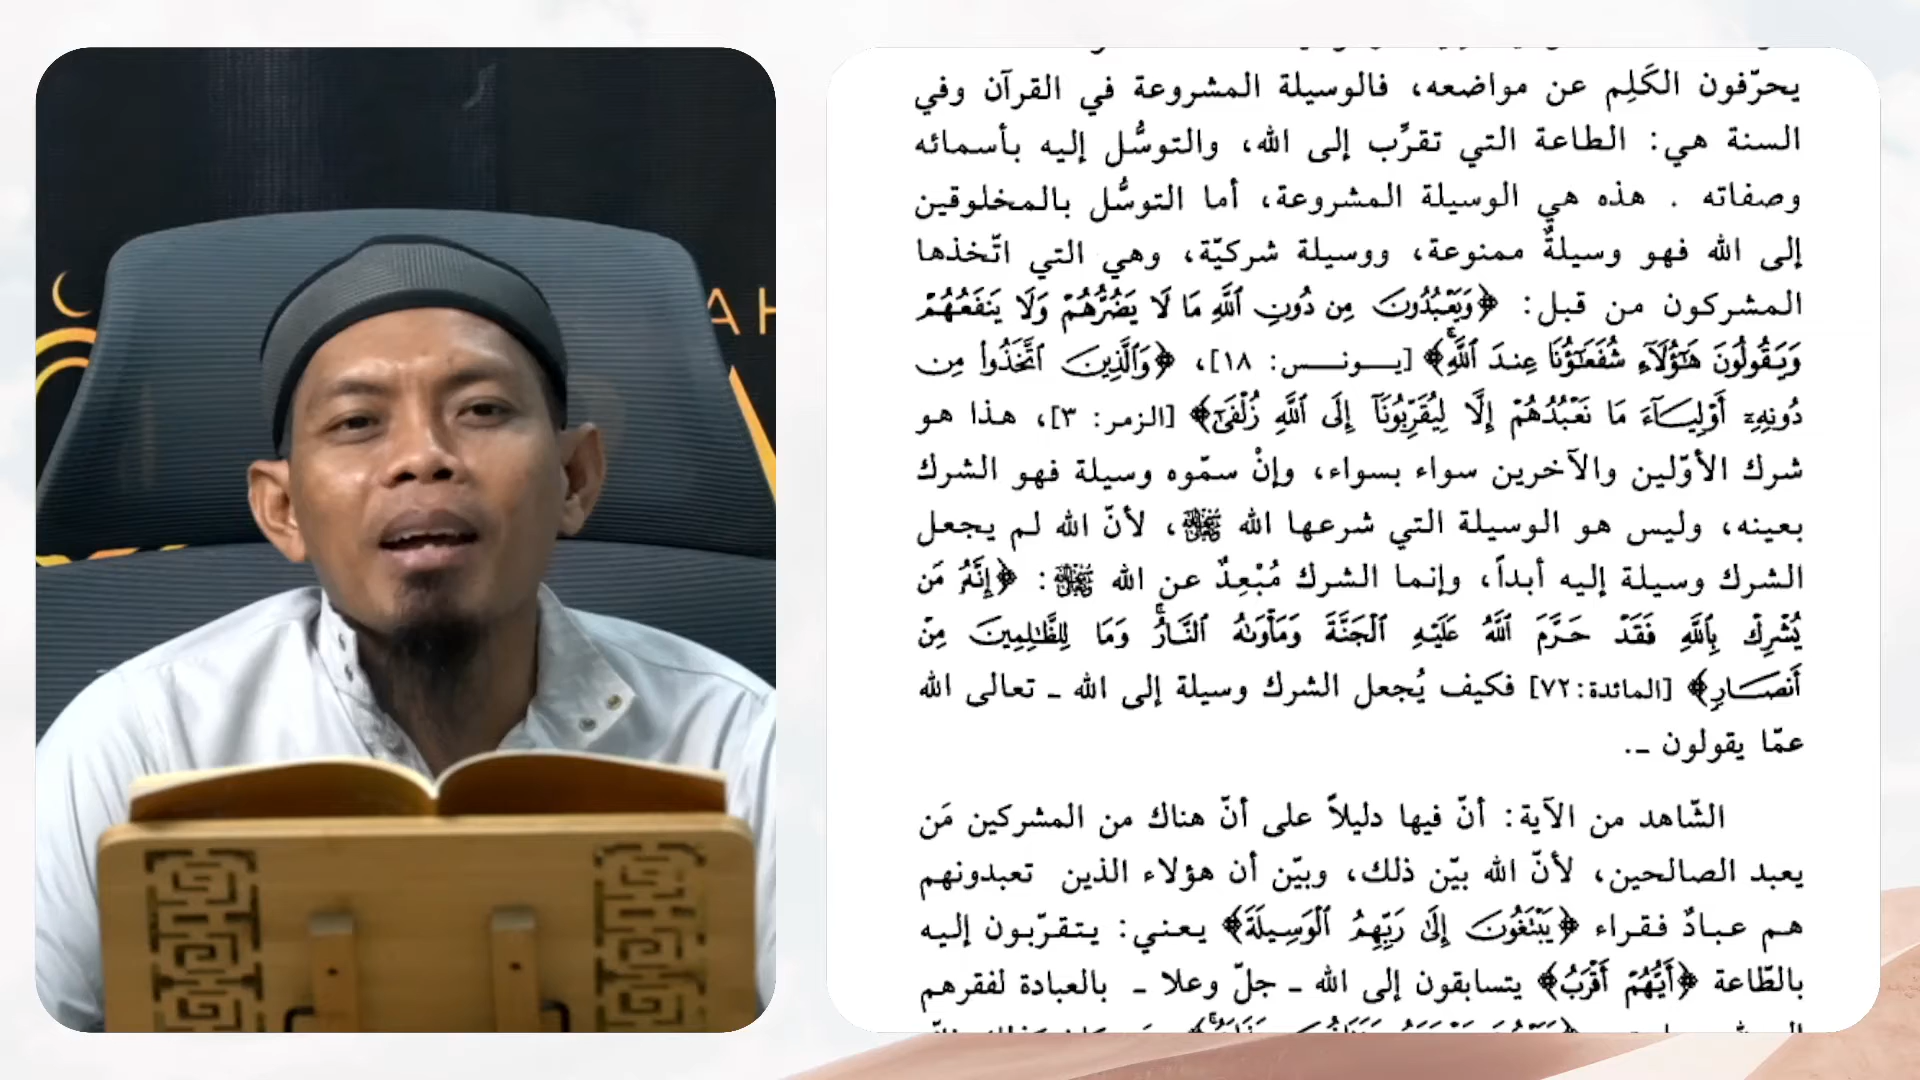 يحرّفون الكَلِم عن مواضعه، فالوسيلة المشروعة في القرآن وفي
السنة هي: الطاعة التي تقرِّب إلى الله، والتوسُّل إليه بأسمائه
وصفاته . هذه هي الوسيلة المشروعة، أما التوسُّل بالمخلوقين
إلى الله فهو وسيلةٌ ممنوعة، ووسيلة شركيّة، وهي التي اتّخذها
المشركون من قبل: ﴿وَيَعْبُدُونَ مِن دُونِ ٱللَّهِ مَا لَا يَضُرُّهُمْ وَلَا يَنفَعُهُمْ
وَيَقُولُونَ هَٰٓؤُلَآءِ شُفَعَٰٓؤُنَا عِندَ ٱللَّهِۚ﴾ [يونس: ١٨]، ﴿وَٱلَّذِينَ ٱتَّخَذُوا۟ مِن
دُونِهِۦٓ أَوْلِيَآءَ مَا نَعْبُدُهُمْ إِلَّا لِيُقَرِّبُونَآ إِلَى ٱللَّهِ زُلْفَىٰٓ﴾ [الزمر: ٣]، هذا هو
شرك الأوّلين والآخرين سواء بسواء، وإنْ سمّوه وسيلة فهو الشرك
بعينه، وليس هو الوسيلة التي شرعها الله ﷻ، لأنّ الله لم يجعل
الشرك وسيلة إليه أبداً، وإنما الشرك مُبْعِدٌ عن الله ﷻ: ﴿إِنَّهُۥ مَن
يُشْرِكْ بِٱللَّهِ فَقَدْ حَرَّمَ ٱللَّهُ عَلَيْهِ ٱلْجَنَّةَ وَمَأْوَىٰهُ ٱلنَّارُۖ وَمَا لِلظَّٰلِمِينَ مِنْ
أَنصَارٍ﴾ [المائدة: ٧٢] فكيف يُجعل الشرك وسيلة إلى الله ـ تعالى الله
عمّا يقولون ـ.
الشّاهد من الآية: أنّ فيها دليلاً على أنّ هناك من المشركين مَن
يعبد الصالحين، لأنّ الله بيّن ذلك، وبيّن أن هؤلاء الذين تعبدونهم
هم عبادٌ فقراء ﴿يَبْتَغُونَ إِلَىٰ رَبِّهِمُ ٱلْوَسِيلَةَ﴾ يعني: يتقرّبون إليه
بالطّاعة ﴿أَيُّهُمْ أَقْرَبُ﴾ يتسابقون إلى الله ـ جلّ وعلا ـ بالعبادة لفقرهم